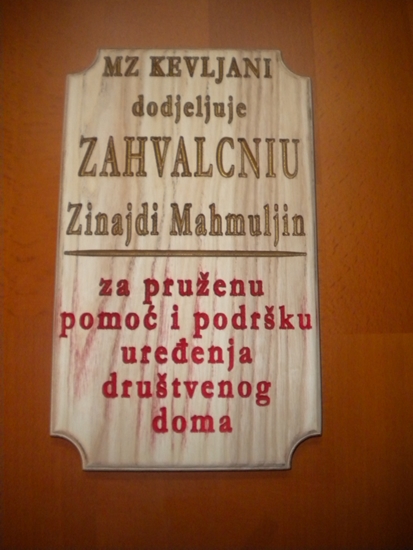 MZ KEVLJANI
dodjeljuje
ZAHVALCNIU
Zinajdi Mahmuljin
za pruženu
pomoć i podršku
uređenja
društvenog
doma